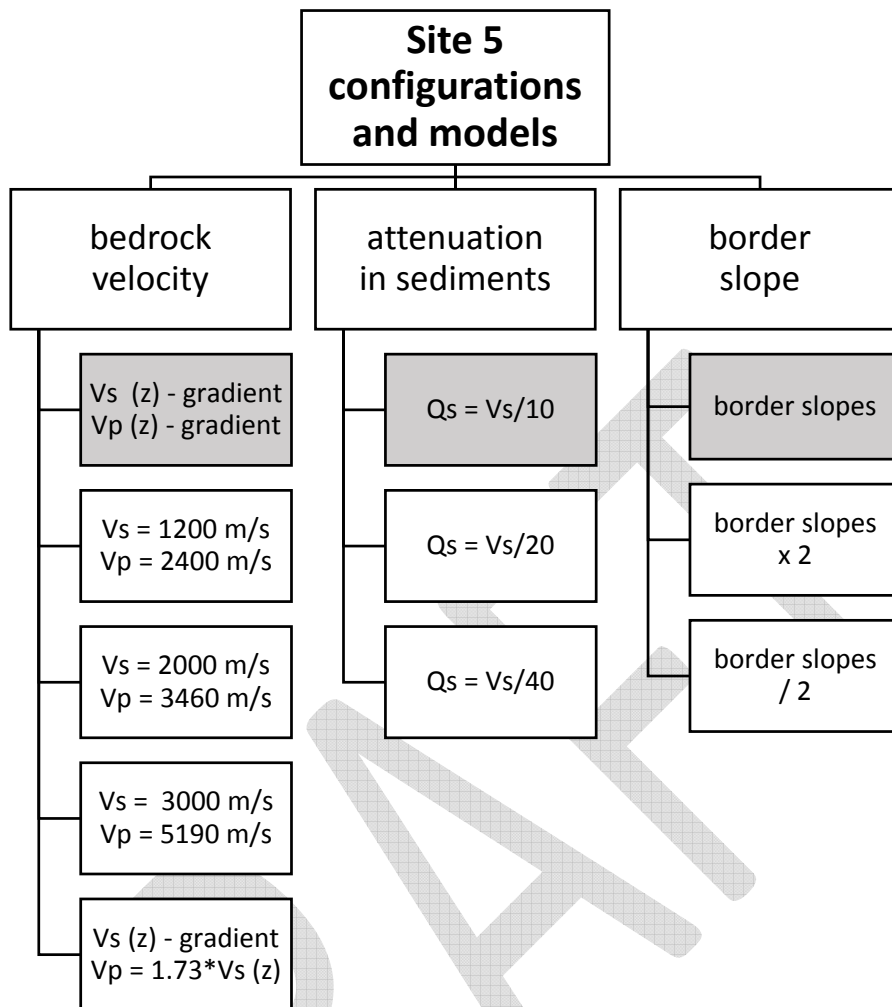 Site 5
configurations
and models
bedrock
velocity
attenuation
in sediments
border
slope
Vs (z) - gradient
Vp (z) - gradient
Vs = 1200 m/s
Vp = 2400 m/s
Vs = 2000 m/s
Vp = 3460 m/s
Vs = 3000 m/s
Vp = 5190 m/s
Vs (z) - gradient
Vp = 1.73*Vs (z)
Qs = Vs/10
Qs = Vs/20
Qs = Vs/40
border slopes
border slopes
x 2
border slopes
/ 2
DRAFT